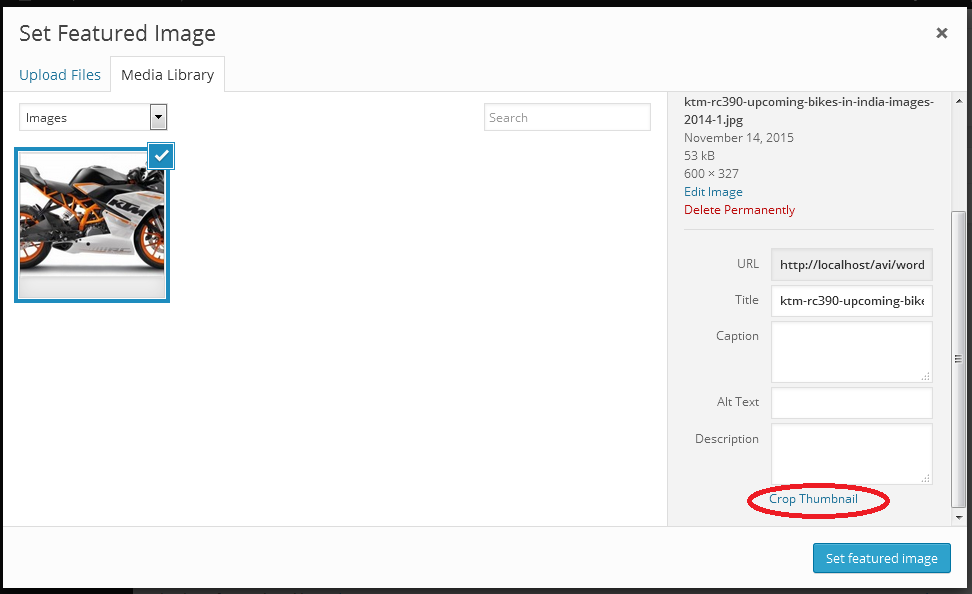 Set Featured Image
Upload Files
Media Library
Images
Search
KTM
ktm-rc390-upcoming-bikes-in-india-images-
2014-1.jpg
November 14, 2015
53 kB
600 × 327
Edit Image
Delete Permanently
URL
http://localhost/avi/word
Title
ktm-rc390-upcoming-bike
Caption
Alt Text
Description
Crop Thumbnail
Set featured image